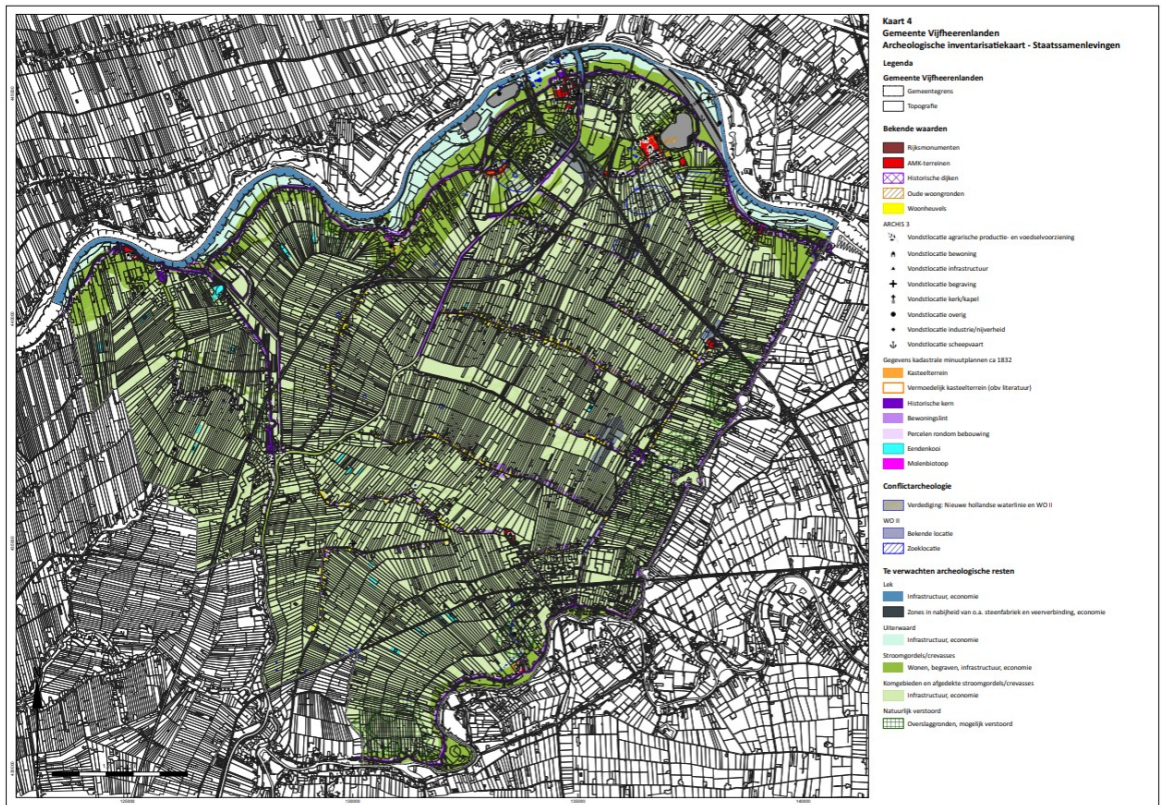 Kaart 4
Gemeente Vijfheerenlanden
Archeologische inventarisatiekaart - Staatssamenlevingen
Legenda
Gemeente Vijfheerenlanden
Gemeentegrens
Topografie
Bekende waarden
Rijksmonumenten
AMK-terreinen
Historische dijken
Oude woongronden
Woonheuvels
ARCHIS 3
Vondstlocatie agrarische productie- en voedselvoorziening
Vondstlocatie bewoning
Vondstlocatie infrastructuur
Vondstlocatie begraving
Vondstlocatie kerk/kapel
Vondstlocatie overig
Vondstlocatie industrie/nijverheid
Vondstlocatie scheepvaart
Gegevens kadastrale minuutplannen ca 1832
Kasteelterrein
Vermoedelijk kasteelterrein (obv literatuur)
Historische kern
Bewoningslint
Percelen rondom bebouwing
Eendenkooi
Molenbiotoop
Conflictarcheologie
Verdediging: Nieuwe hollandse waterlinie en WO II
WO II
Bekende locatie
Zoeklocatie
Te verwachten archeologische resten
Lek
Infrastructuur, economie
Zones in nabijheid van o.a. steenfabriek en veerverbinding, economie
Uiterwaard
Infrastructuur, economie
Stroomgordels/crevasses
Wonen, begraven, infrastructuur, economie
Komgebieden en afgedekte stroomgordels/crevasses
Infrastructuur, economie
Natuurlijk verstoord
Overslaggronden, mogelijk verstoord